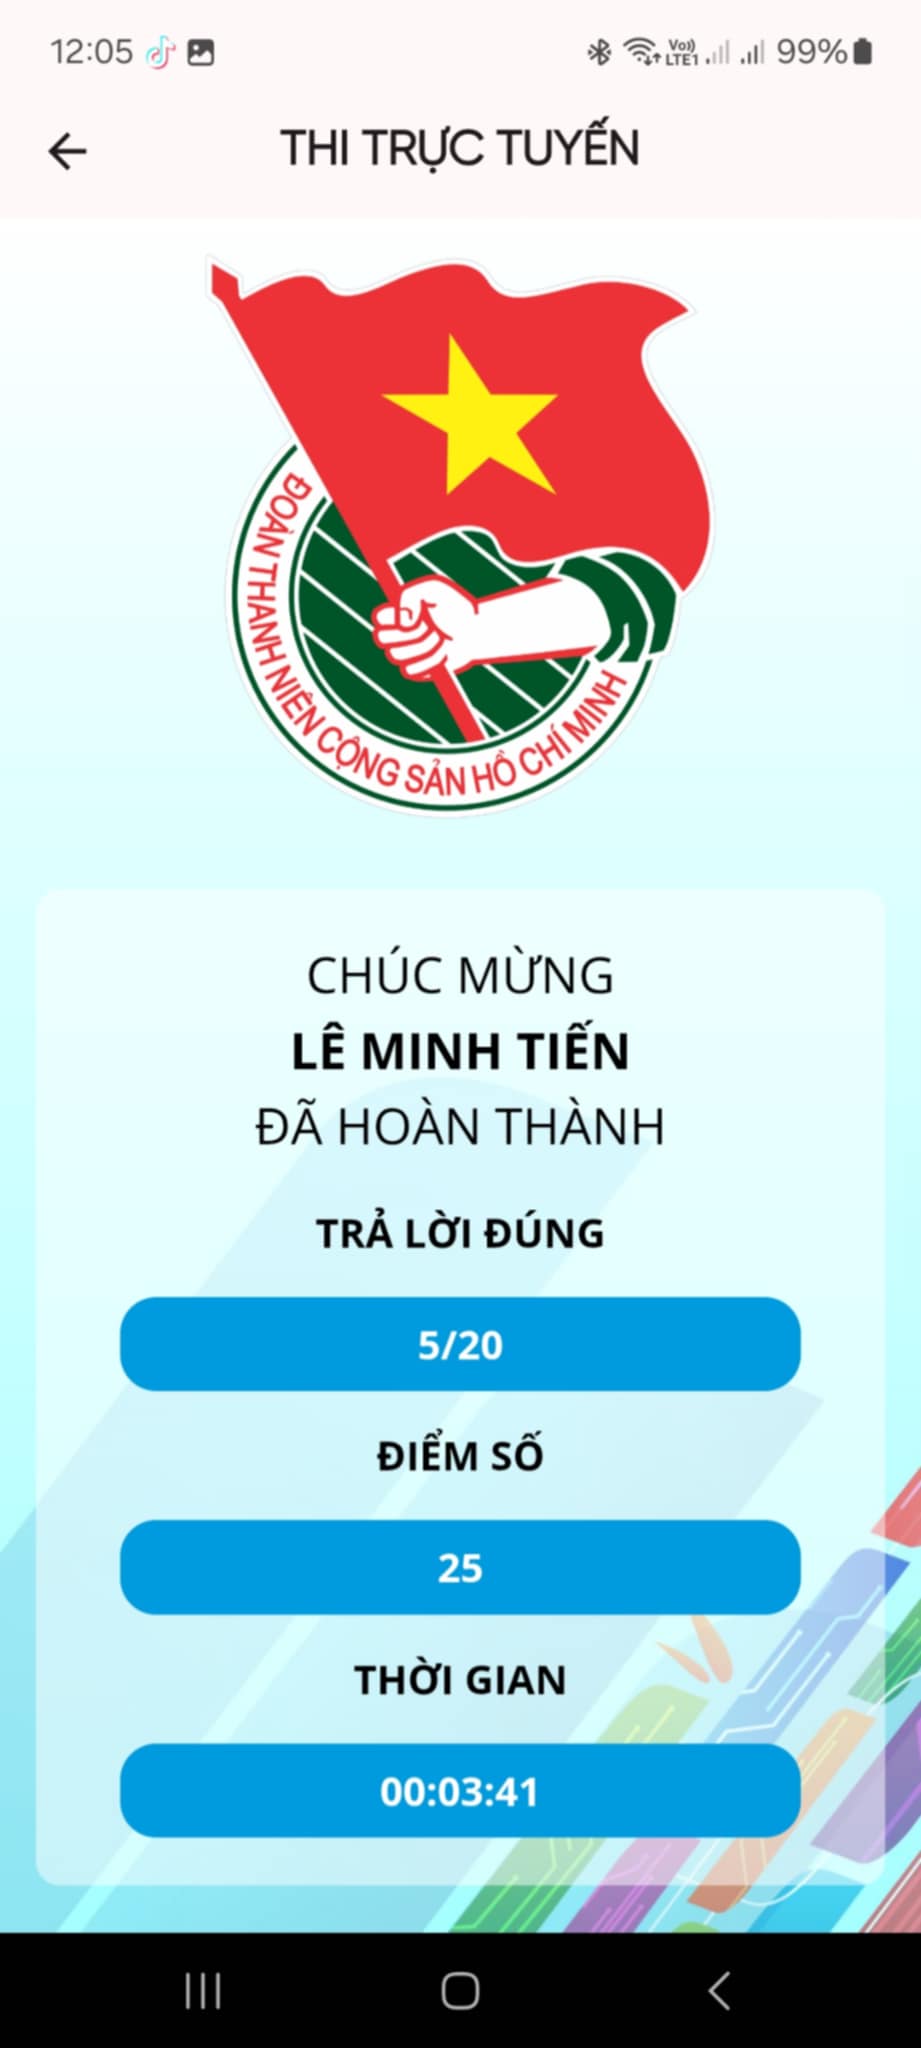 12:05
Vo))
LTE1
99%
THI TRỰC TUYẾN
ĐOÀN THANH NIÊN CỘNG SẢN HỒ CHÍ MINH
CHÚC MỪNG
LÊ MINH TIẾN
ĐÃ HOÀN THÀNH
TRẢ LỜI ĐÚNG
5/20
ĐIỂM SỐ
25
THỜI GIAN
00:03:41